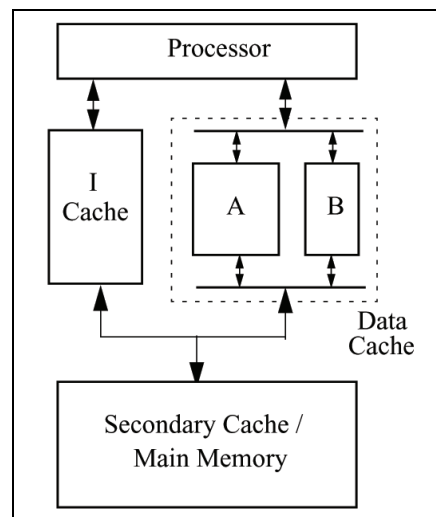 Processor
I
Cache
A
B
Data
Cache
Secondary Cache /
Main Memory